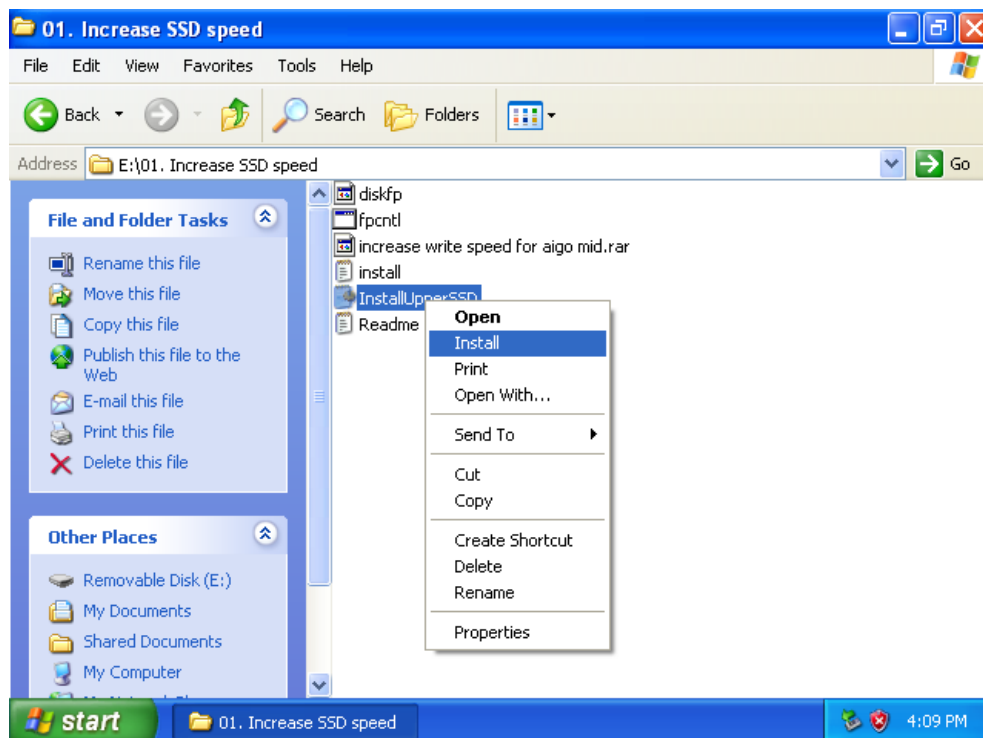 01. Increase SSD speed
File Edit View Favorites Tools Help
Back Search Folders
Address E:\01. Increase SSD speed Go
File and Folder Tasks
Rename this file
Move this file
Copy this file
Publish this file to the
Web
E-mail this file
Print this file
Delete this file
Other Places
Removable Disk (E:)
My Documents
Shared Documents
My Computer
diskfp
fpcntl
increase write speed for aigo mid.rar
install
InstallUpperSSD
Readme
Open
Install
Print
Open With...
Send To
Cut
Copy
Create Shortcut
Delete
Rename
Properties
start 01. Increase SSD speed 4:09 PM